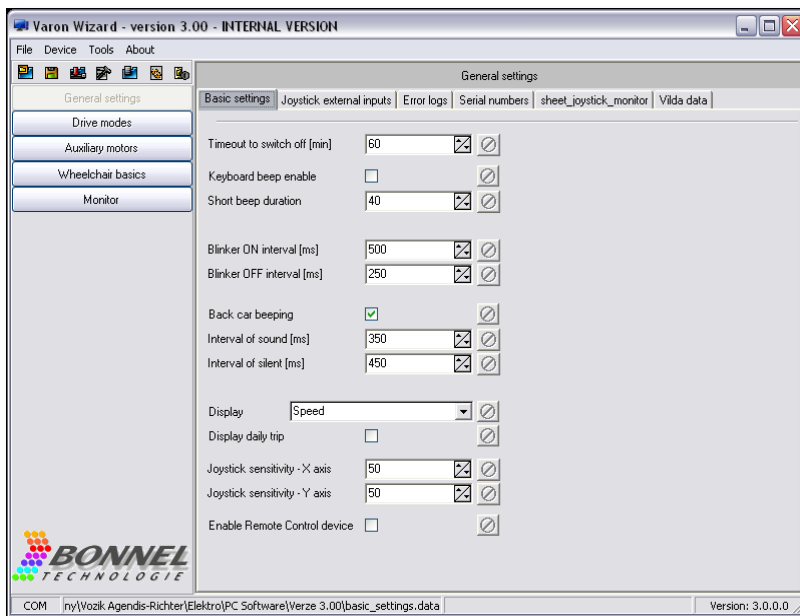 Varon Wizard - version 3.00 - INTERNAL VERSION
File Device Tools About
General settings
General settings
Basic settings Joystick external inputs Error logs Serial numbers sheet_joystick_monitor Vilda data
Drive modes
Auxiliary motors
Wheelchair basics
Monitor
Timeout to switch off [min] 60
Keyboard beep enable
Short beep duration 40
Blinker ON interval [ms] 500
Blinker OFF interval [ms] 250
Back car beeping
Interval of sound [ms] 350
Interval of silent [ms] 450
Display Speed
Display daily trip
Joystick sensitivity - X axis 50
Joystick sensitivity - Y axis 50
Enable Remote Control device
BONNEL
TECHNOLOGIE
COM ny\Vozik Agendis-Richter\Elektro\PC Software\Verze 3.00\basic_settings.data Version: 3.0.0.0